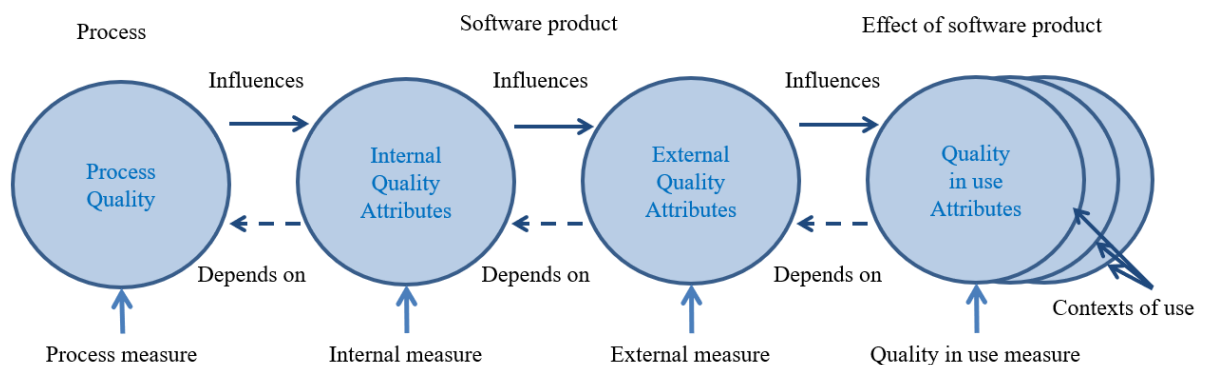 Process
Software product
Effect of software product
Influences
Influences
Influences
Process
Quality
Internal
Quality
Attributes
External
Quality
Attributes
Quality
in use
Attributes
Depends on
Depends on
Depends on
Contexts of use
Process measure
Internal measure
External measure
Quality in use measure